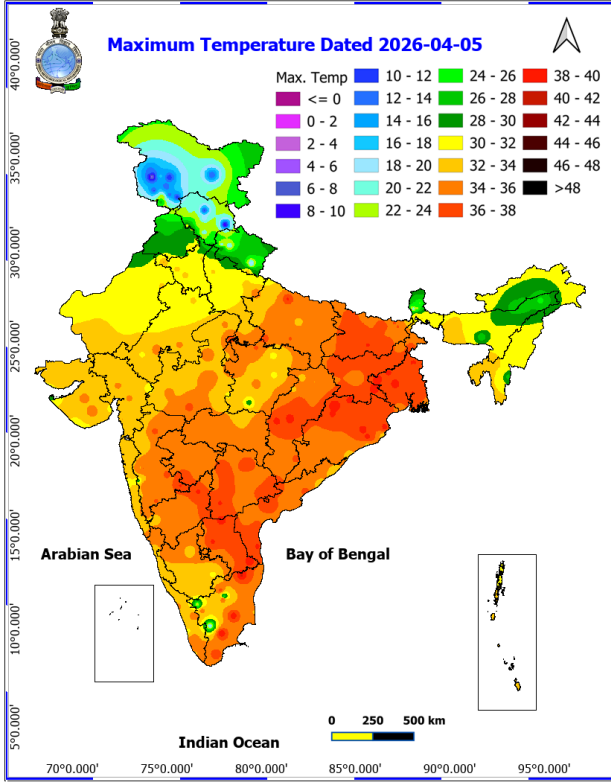 Maximum Temperature Dated 2026-04-05
Max. Temp
<= 0
0 - 2
2 - 4
4 - 6
6 - 8
8 - 10
10 - 12
12 - 14
14 - 16
16 - 18
18 - 20
20 - 22
22 - 24
24 - 26
26 - 28
28 - 30
30 - 32
32 - 34
34 - 36
36 - 38
38 - 40
40 - 42
42 - 44
44 - 46
46 - 48
>48
40°0.000'
35°0.000'
30°0.000'
25°0.000'
20°0.000'
15°0.000'
10°0.000'
5°0.000'
Arabian Sea
Bay of Bengal
Indian Ocean
0 250 500 km
70°0.000' 75°0.000' 80°0.000' 85°0.000' 90°0.000' 95°0.000'